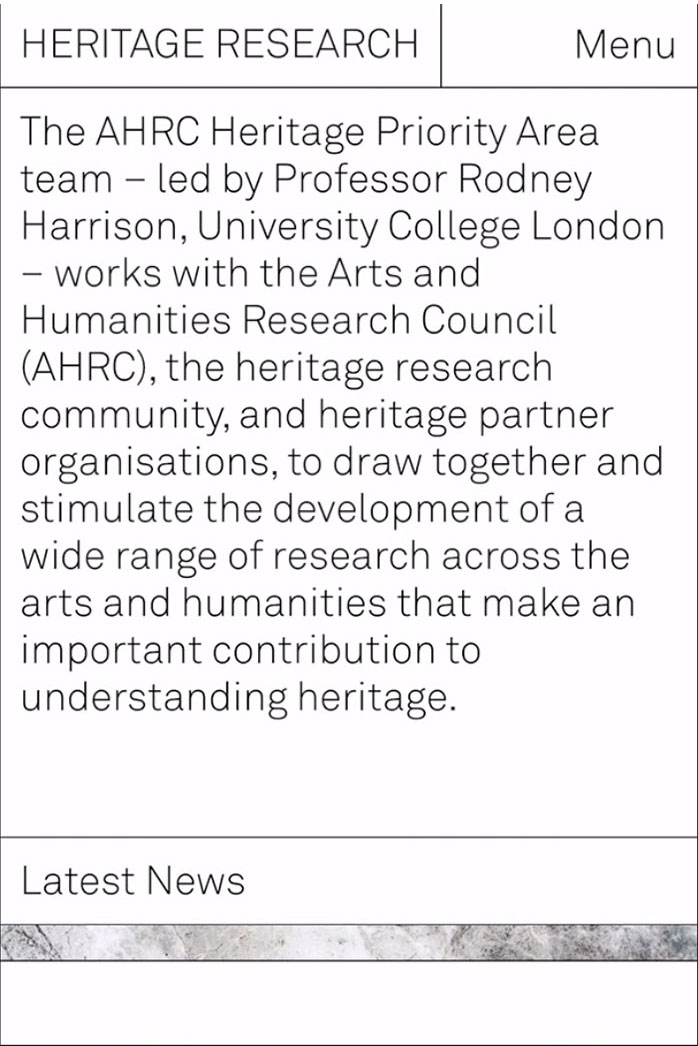 HERITAGE RESEARCH
Menu
The AHRC Heritage Priority Area
team – led by Professor Rodney
Harrison, University College London
– works with the Arts and
Humanities Research Council
(AHRC), the heritage research
community, and heritage partner
organisations, to draw together and
stimulate the development of a
wide range of research across the
arts and humanities that make an
important contribution to
understanding heritage.
Latest News